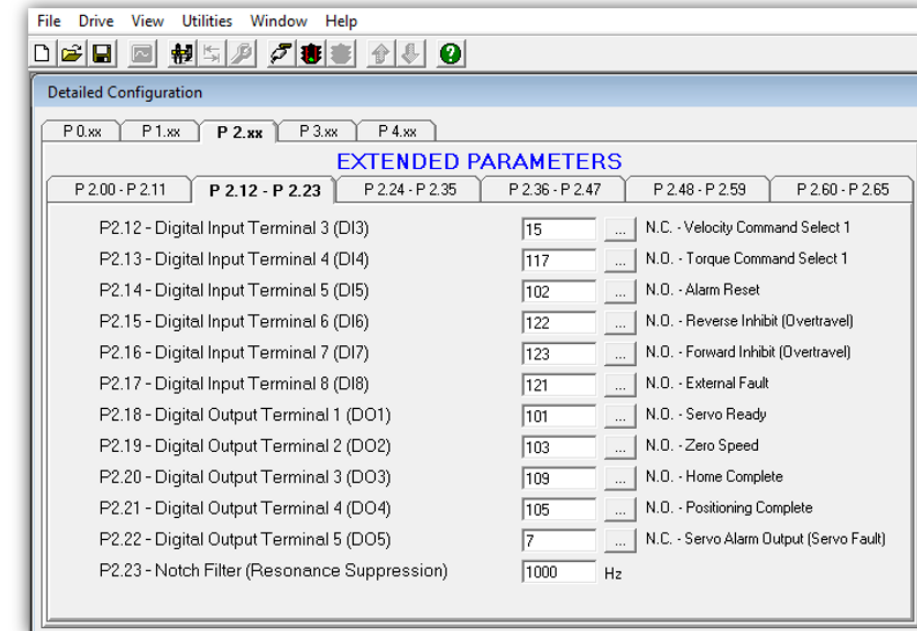 File Drive View Utilities Window Help
Detailed Configuration
P 0.xx P 1.xx P 2.xx P 3.xx P 4.xx
EXTENDED PARAMETERS
P 2.00 - P 2.11 P 2.12 - P 2.23 P 2.24 - P 2.35 P 2.36 - P 2.47 P 2.48 - P 2.59 P 2.60 - P 2.65
P2.12 - Digital Input Terminal 3 (DI3) 15 ... N.C. - Velocity Command Select 1
P2.13 - Digital Input Terminal 4 (DI4) 117 ... N.O. - Torque Command Select 1
P2.14 - Digital Input Terminal 5 (DI5) 102 ... N.O. - Alarm Reset
P2.15 - Digital Input Terminal 6 (DI6) 122 ... N.O. - Reverse Inhibit (Overtravel)
P2.16 - Digital Input Terminal 7 (DI7) 123 ... N.O. - Forward Inhibit (Overtravel)
P2.17 - Digital Input Terminal 8 (DI8) 121 ... N.O. - External Fault
P2.18 - Digital Output Terminal 1 (DO1) 101 ... N.O. - Servo Ready
P2.19 - Digital Output Terminal 2 (DO2) 103 ... N.O. - Zero Speed
P2.20 - Digital Output Terminal 3 (DO3) 109 ... N.O. - Home Complete
P2.21 - Digital Output Terminal 4 (DO4) 105 ... N.O. - Positioning Complete
P2.22 - Digital Output Terminal 5 (DO5) 7 ... N.C. - Servo Alarm Output (Servo Fault)
P2.23 - Notch Filter (Resonance Suppression) 1000 Hz